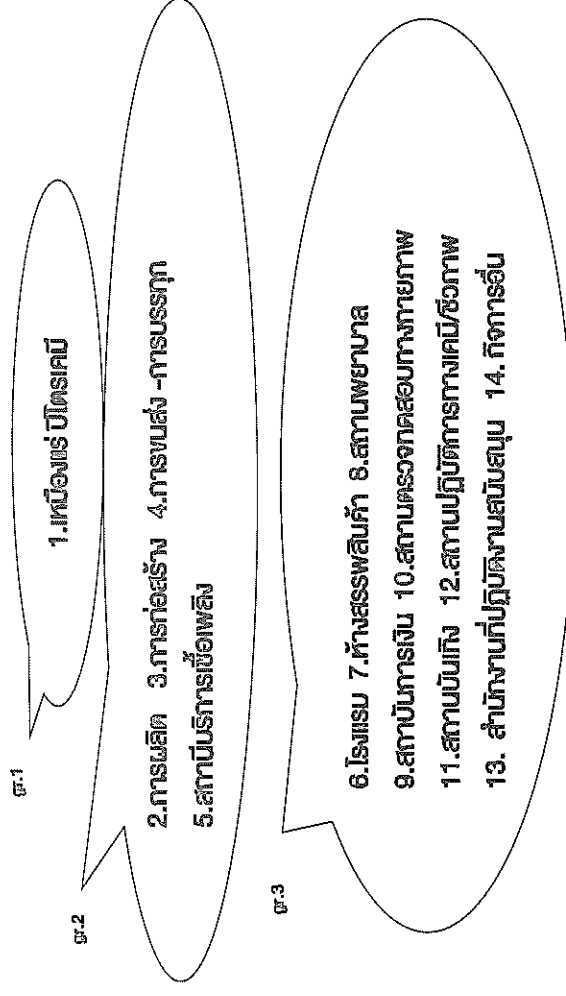 gr.1
1.เหมืองแร่ ปิโตรเคมี
gr.2
2.การผลิต 3.การก่อสร้าง 4.การขนส่ง -การบรรทุก
5.สถานีบริการเชื้อเพลิง
gr.3
6.โรงแรม 7.ห้างสรรพสินค้า 8.สถานพยาบาล
9.สถาบันการเงิน 10.สถานตรวจทดสอบทางกายภาพ
11.สถานบันเทิง 12.สถานปฏิบัติการทางเคมี/ชีวภาพ
13. สำนักงานที่ปฏิบัติงานสนับสนุน 14. กิจการอื่น